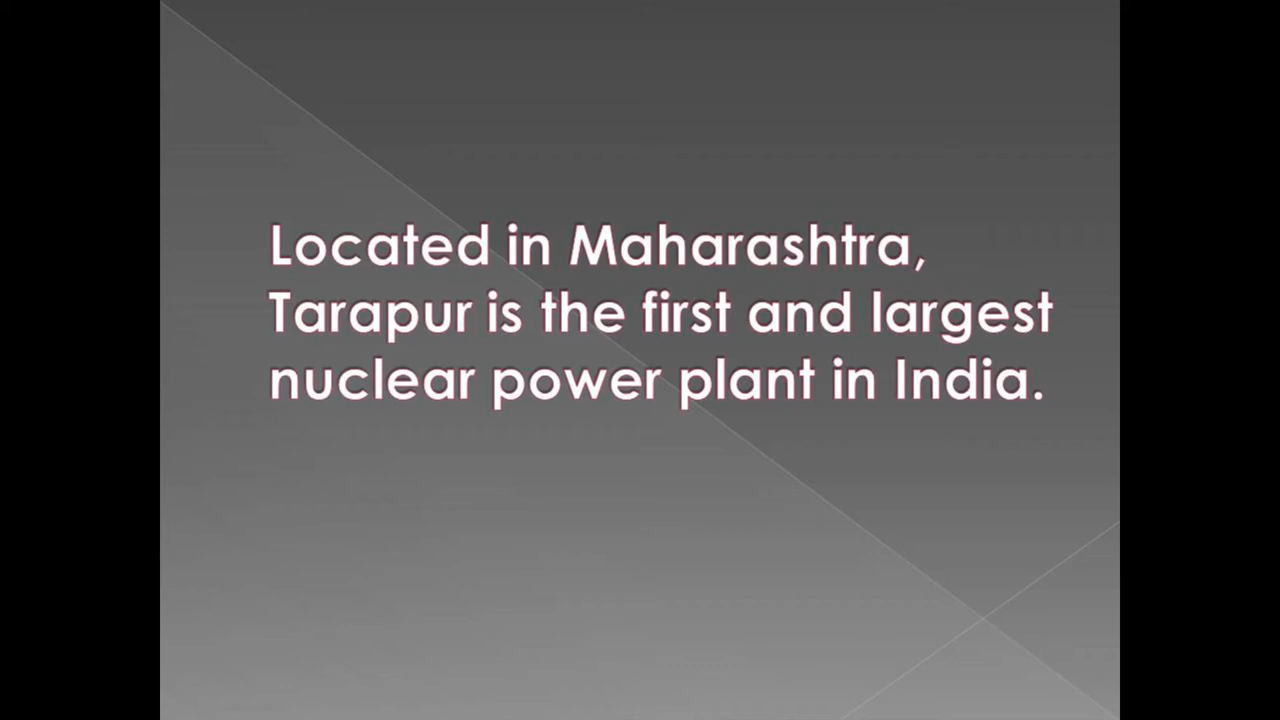 Located in Maharashtra,
Tarapur is the first and largest
nuclear power plant in India.